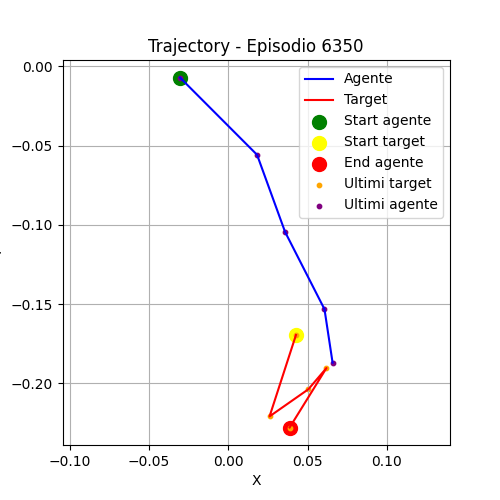 Trajectory - Episodio 6350
Agente
Target
Start agente
Start target
End agente
Ultimi target
Ultimi agente
0.00
−0.05
−0.10
−0.15
−0.20
−0.10
−0.05
0.00
0.05
0.10
X